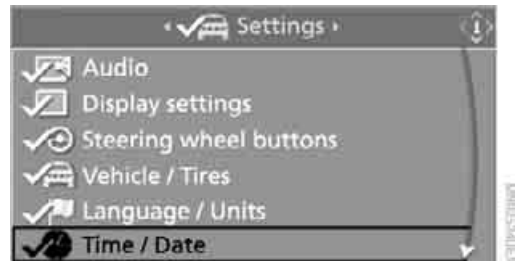 Settings
Audio
Display settings
Steering wheel buttons
Vehicle / Tires
Language / Units
Time / Date